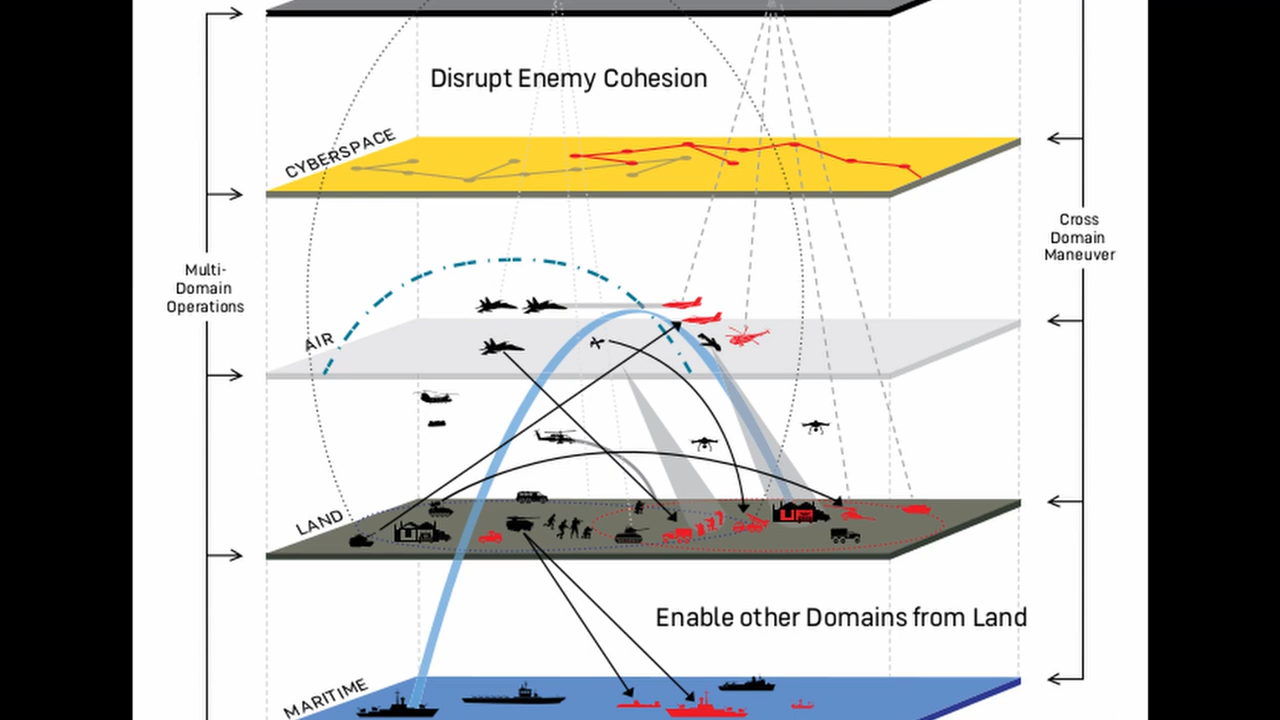 Disrupt Enemy Cohesion
CYBERSPACE
Cross
Domain
Maneuver
Multi-
Domain
Operations
AIR
LAND
Enable other Domains from Land
MARITIME